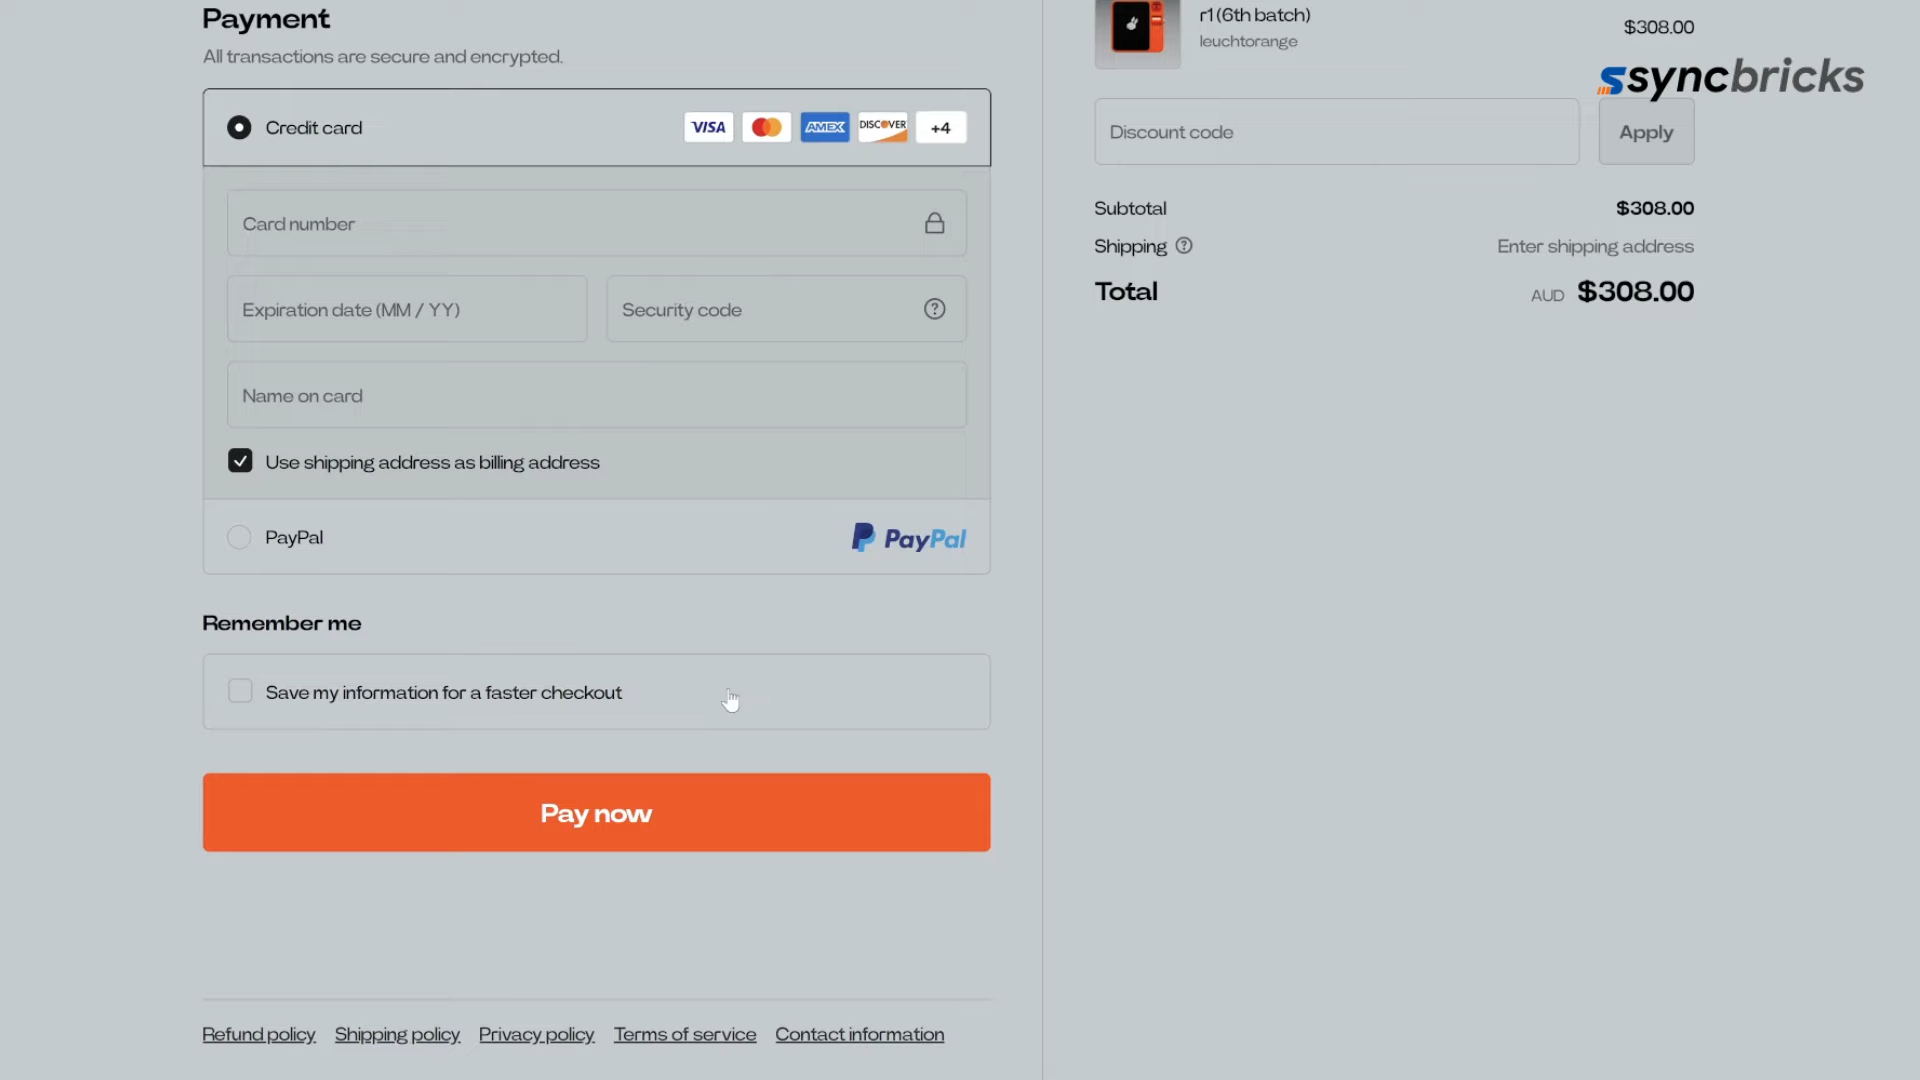 Payment
All transactions are secure and encrypted.
Credit card
VISA
AMEX
DISCOVER
+4
Card number
Expiration date (MM / YY)
Security code
Name on card
Use shipping address as billing address
PayPal
PayPal
Remember me
Save my information for a faster checkout
Pay now
Refund policy
Shipping policy
Privacy policy
Terms of service
Contact information
r1 (6th batch)
leuchtorange
$308.00
ssyncbricks
Discount code
Apply
Subtotal
$308.00
Shipping
Enter shipping address
Total
AUD $308.00